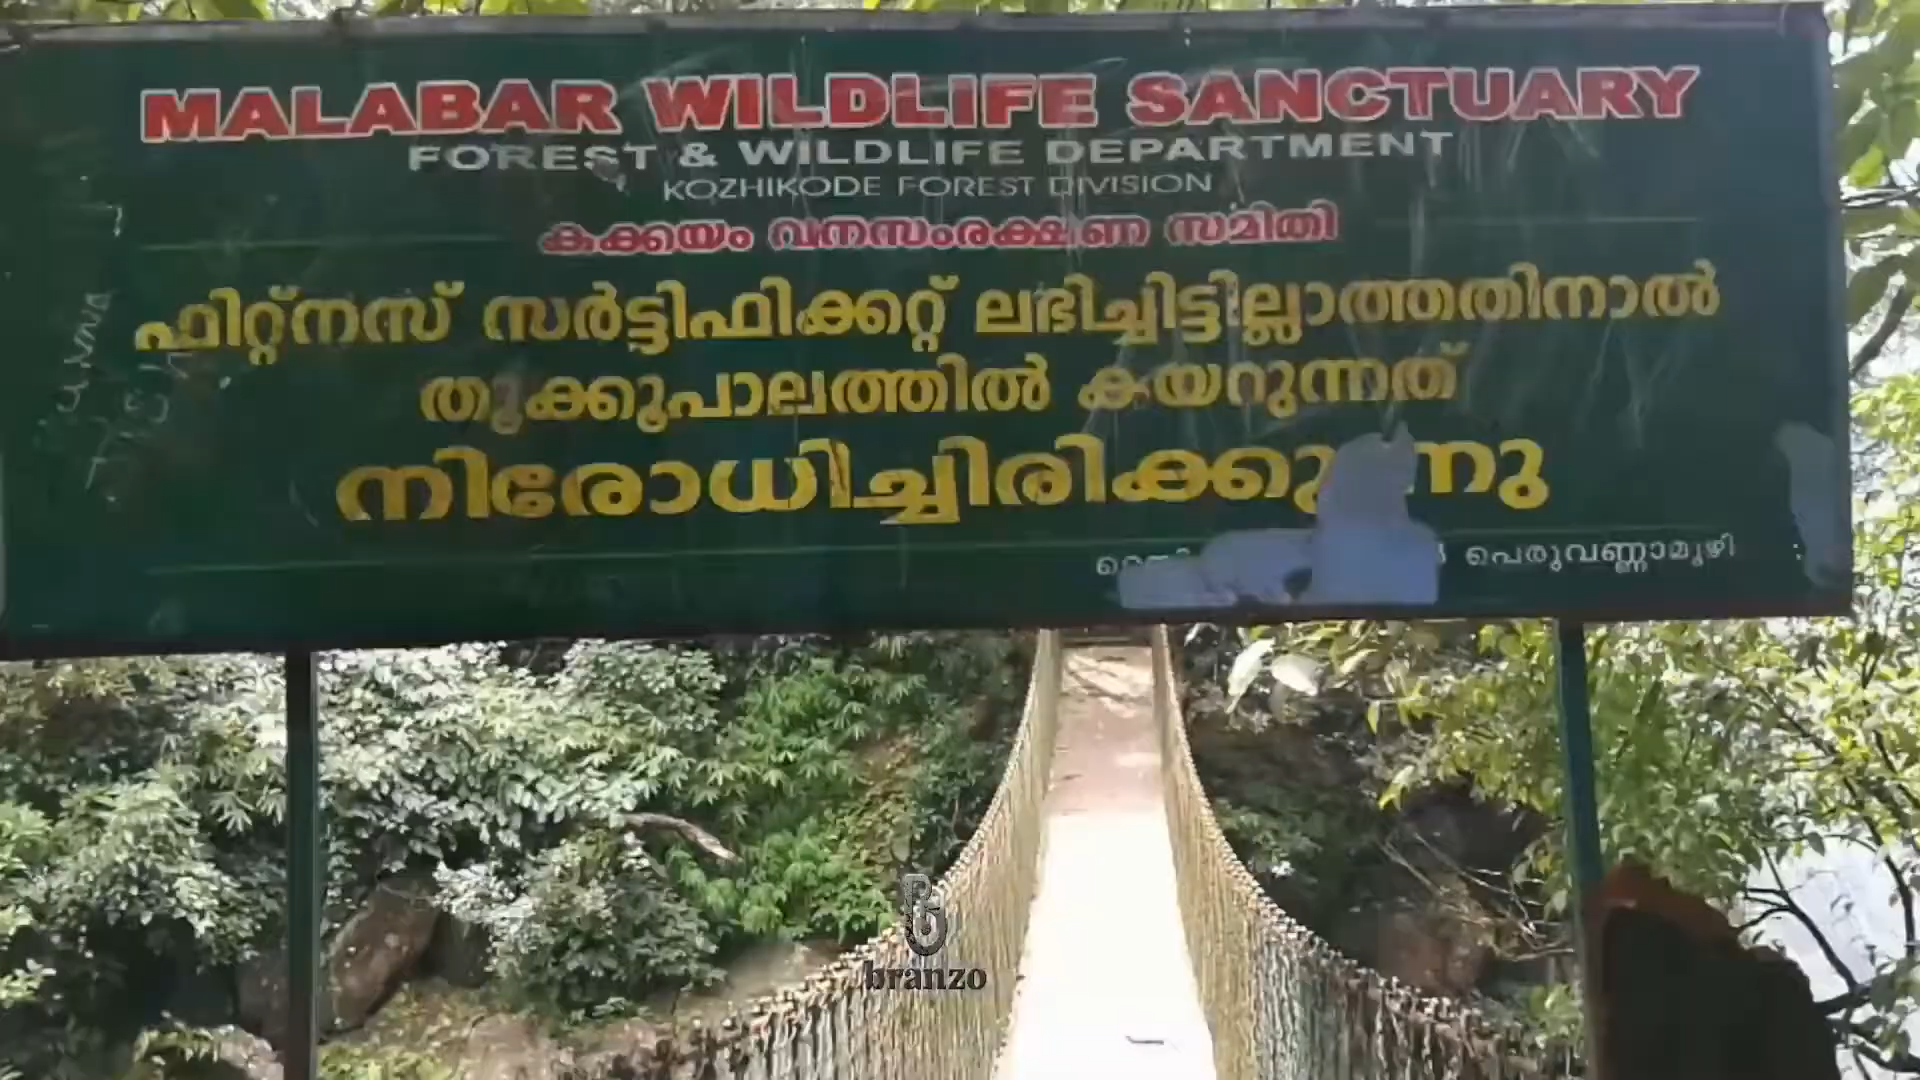 MALABAR WILDLIFE SANCTUARY
FOREST & WILDLIFE DEPARTMENT
KOZHIKODE FOREST DIVISION
കക്കയം വനസംരക്ഷണ സമിതി
ഫിറ്റ്നസ് സർട്ടിഫിക്കറ്റ് ലഭിച്ചിട്ടില്ലാത്തതിനാൽ
തൂക്കുപാലത്തിൽ കയറുന്നത്
നിരോധിച്ചിരിക്കുന്നു
പെരുവണ്ണാമൂഴി
branzo